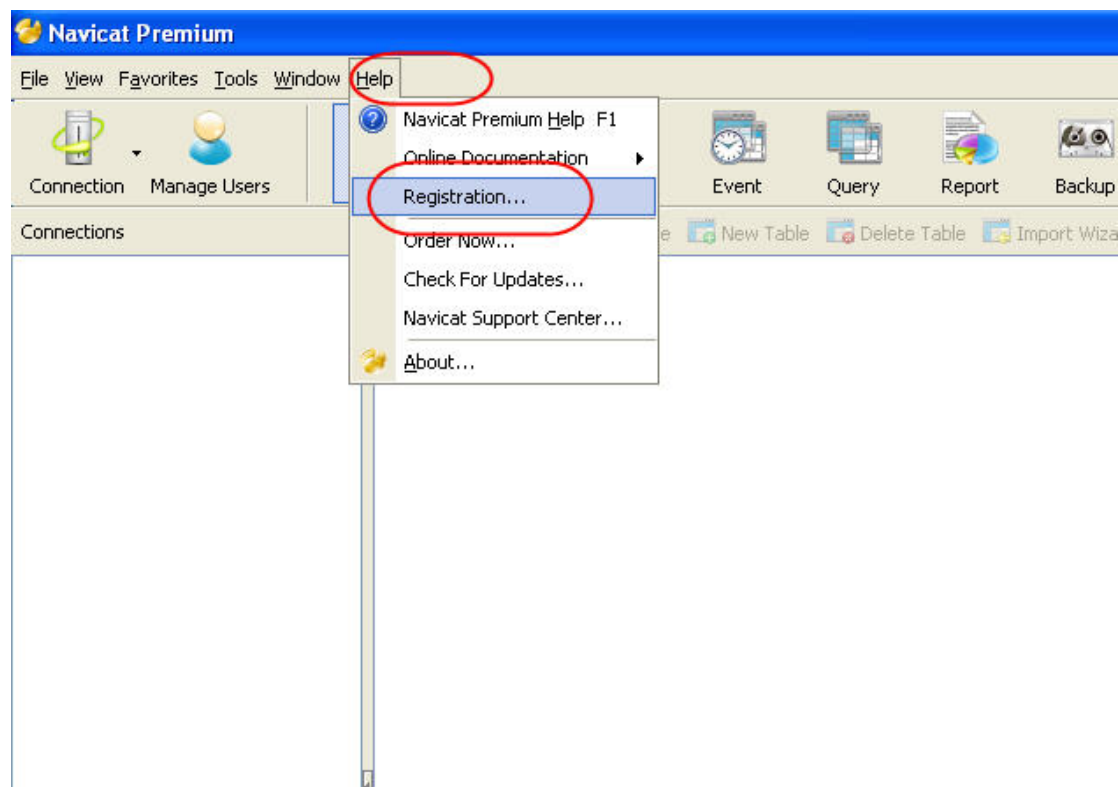 Navicat Premium
File View Favorites Tools Window Help
Navicat Premium Help F1
Online Documentation
Registration...
Order Now...
Check For Updates...
Navicat Support Center...
About...
Connection Manage Users Event Query Report Backup
Connections New Table Delete Table Import